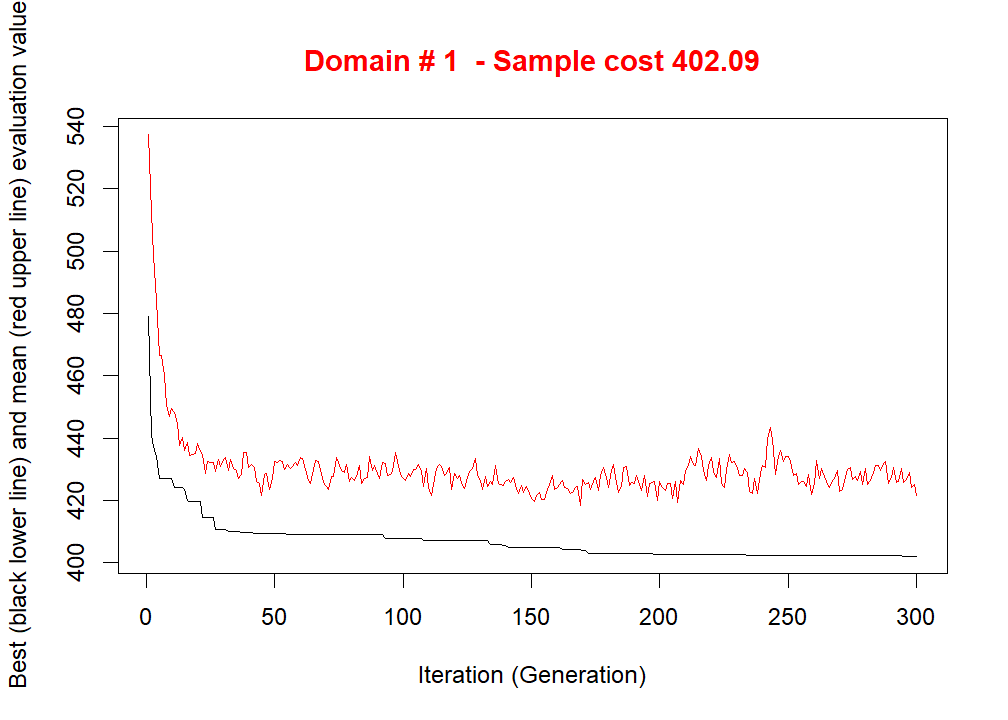 Domain # 1  - Sample cost 402.09
Best (black lower line) and mean (red upper line) evaluation value
540
520
500
480
460
440
420
400
0 50 100 150 200 250 300
Iteration (Generation)